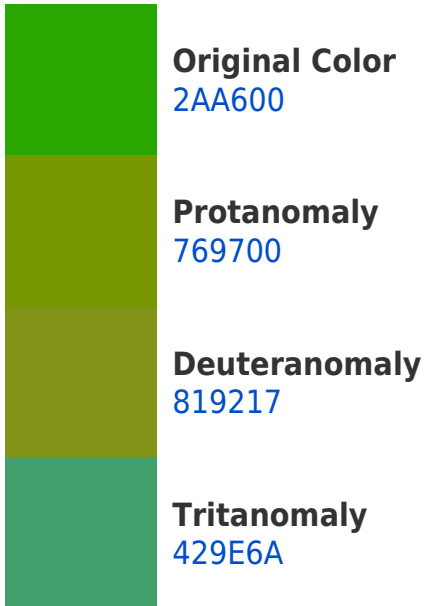 Original Color
2AA600
Protanomaly
769700
Deuteranomaly
819217
Tritanomaly
429E6A